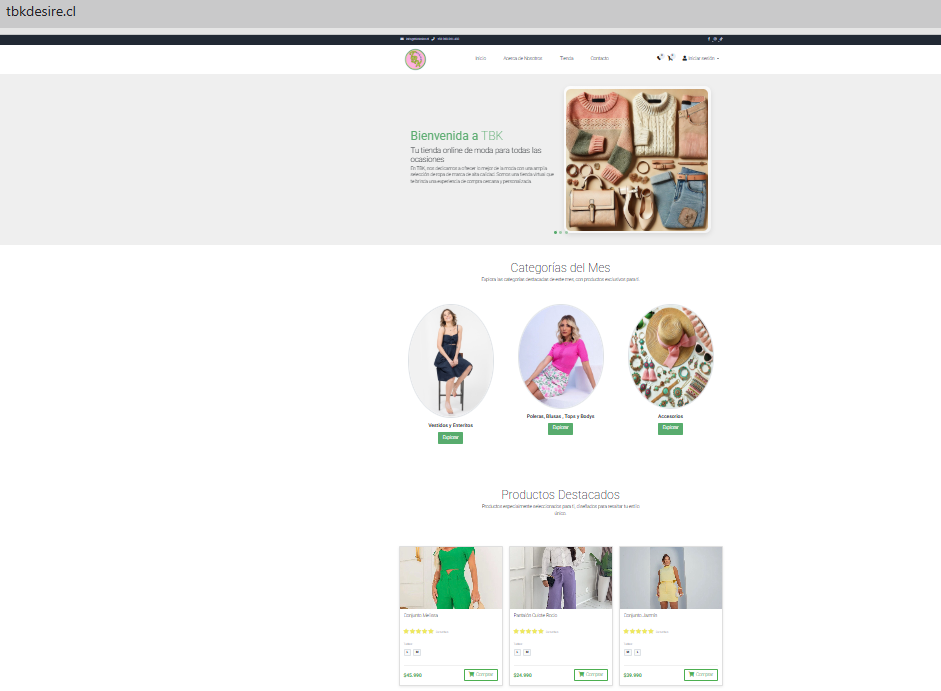 tbkdesire.cl
Inicio
Acerca de Nosotros
Tienda
Contacto
Iniciar sesión
Bienvenida a TBK
Tu tienda online de moda para todas las
ocasiones
En TBK, nos dedicamos a ofrecer lo mejor de la moda con una amplia
selección de ropa de marca de alta calidad. Somos una tienda virtual que
te brinda una experiencia de compra cercana y personalizada.
Categorías del Mes
Explora las categorías destacadas de este mes, con productos exclusivos para ti.
Vestidos y Enteritos
Explorar
Poleras, Blusas , Tops y Bodys
Explorar
Accesorios
Explorar
Productos Destacados
Productos especialmente seleccionados para ti, diseñados para resaltar tu estilo
único.
Conjunto Melissa
$45.990
Comprar
Pantalón Culotte Rocío
$24.990
Comprar
Conjunto Jazmín
$39.990
Comprar